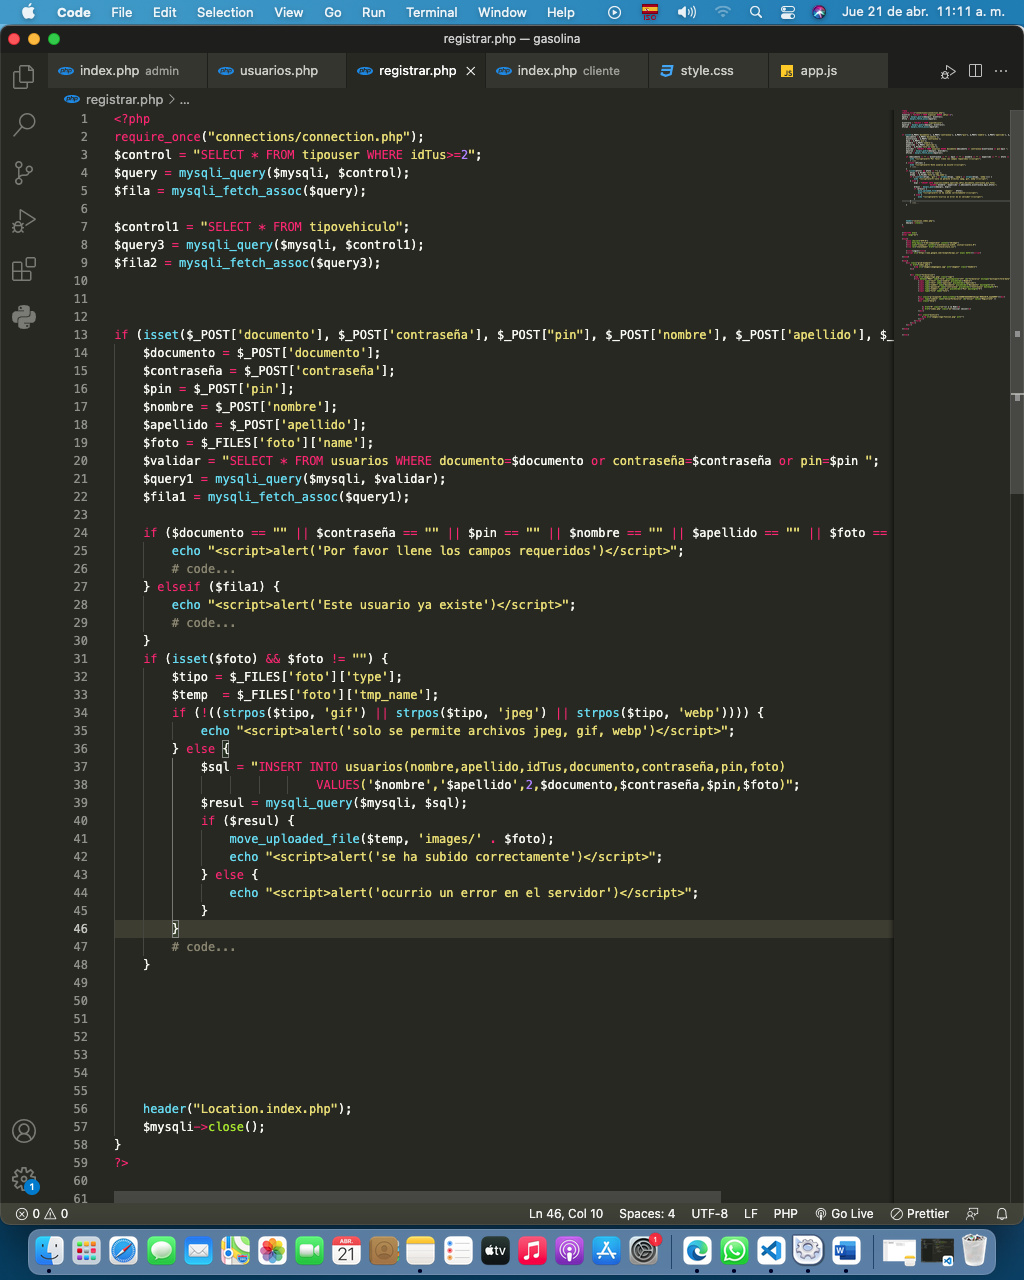 Code File Edit Selection View Go Run Terminal Window Help ISO Jue 21 de abr. 11:11 a. m.
registrar.php — gasolina
index.php admin usuarios.php registrar.php index.php cliente style.css app.js
registrar.php > ...
1 <?php
2 require_once("connections/connection.php");
3 $control = "SELECT * FROM tipouser WHERE idTus>=2";
4 $query = mysqli_query($mysqli, $control);
5 $fila = mysqli_fetch_assoc($query);
6
7 $control1 = "SELECT * FROM tipovehiculo";
8 $query3 = mysqli_query($mysqli, $control1);
9 $fila2 = mysqli_fetch_assoc($query3);
10
11
12
13 if (isset($_POST['documento'], $_POST['contraseña'], $_POST["pin"], $_POST['nombre'], $_POST['apellido'], $_
14 $documento = $_POST['documento'];
15 $contraseña = $_POST['contraseña'];
16 $pin = $_POST['pin'];
17 $nombre = $_POST['nombre'];
18 $apellido = $_POST['apellido'];
19 $foto = $_FILES['foto']['name'];
20 $validar = "SELECT * FROM usuarios WHERE documento=$documento or contraseña=$contraseña or pin=$pin ";
21 $query1 = mysqli_query($mysqli, $validar);
22 $fila1 = mysqli_fetch_assoc($query1);
23
24 if ($documento == "" || $contraseña == "" || $pin == "" || $nombre == "" || $apellido == "" || $foto ==
25 echo "<script>alert('Por favor llene los campos requeridos')</script>";
26 # code...
27 } elseif ($fila1) {
28 echo "<script>alert('Este usuario ya existe')</script>";
29 # code...
30 }
31 if (isset($foto) && $foto != "") {
32 $tipo = $_FILES['foto']['type'];
33 $temp  = $_FILES['foto']['tmp_name'];
34 if (!((strpos($tipo, 'gif') || strpos($tipo, 'jpeg') || strpos($tipo, 'webp')))) {
35 echo "<script>alert('solo se permite archivos jpeg, gif, webp')</script>";
36 } else {
37 $sql = "INSERT INTO usuarios(nombre,apellido,idTus,documento,contraseña,pin,foto)
38 VALUES('$nombre','$apellido',2,$documento,$contraseña,$pin,$foto)";
39 $resul = mysqli_query($mysqli, $sql);
40 if ($resul) {
41 move_uploaded_file($temp, 'images/' . $foto);
42 echo "<script>alert('se ha subido correctamente')</script>";
43 } else {
44 echo "<script>alert('ocurrio un error en el servidor')</script>";
45 }
46 }
47 # code...
48 }
49
50
51
52
53
54
55
56 header("Location.index.php");
57 $mysqli->close();
58 }
59 ?>
60
61
1
0 0 Ln 46, Col 10 Spaces: 4 UTF-8 LF PHP Go Live Prettier
ABR. 21 tv 1 W